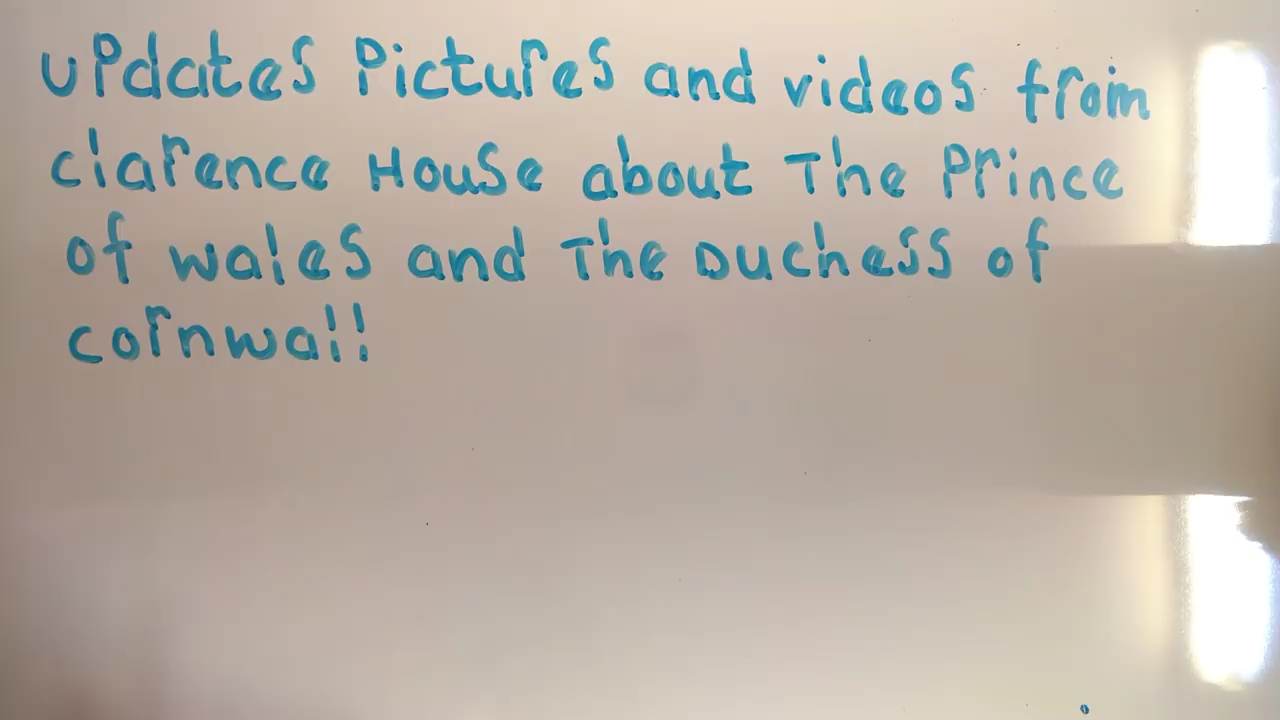 updates Pictures and videos from
clarence House about The Prince
of wales and The Duchess of
cornwall